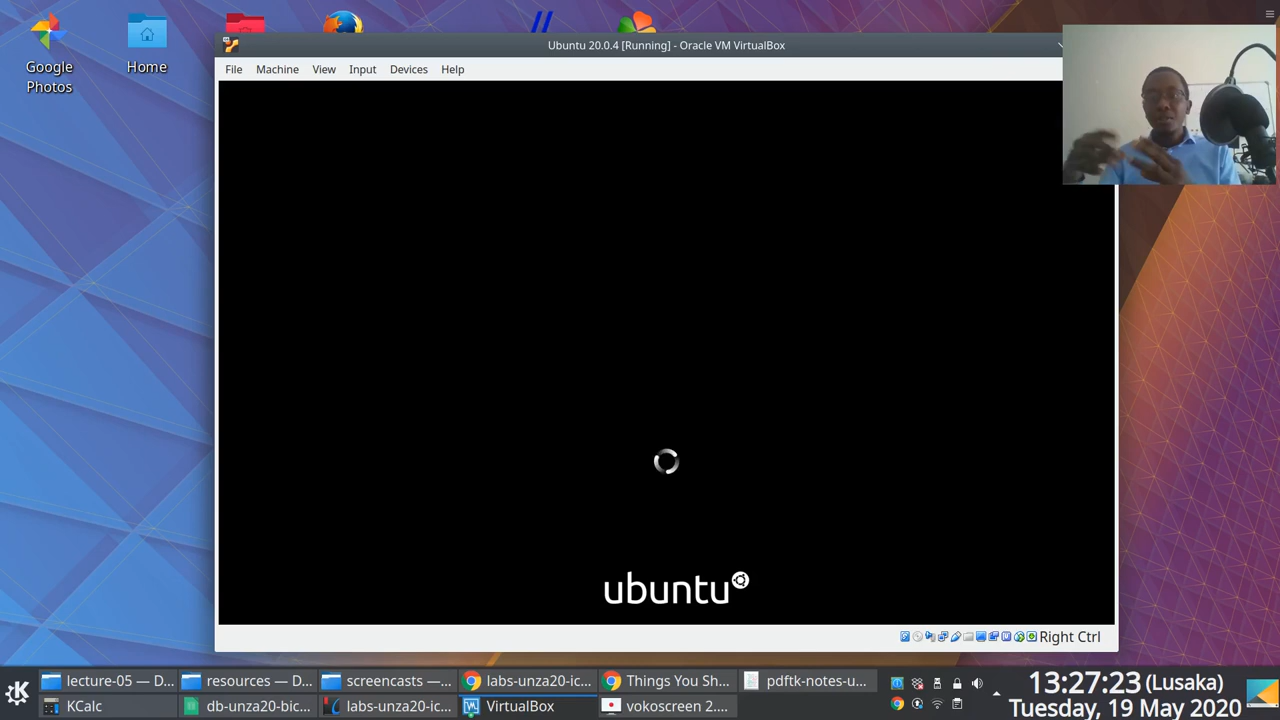 Google
Photos
Home
Ubuntu 20.0.4 [Running] - Oracle VM VirtualBox
File Machine View Input Devices Help
ubuntu
Right Ctrl
lecture-05 — D... resources — D... screencasts —... labs-unza20-ic... Things You Sh... pdftk-notes-u...
KCalc db-unza20-bic... labs-unza20-ic... VirtualBox vokoscreen 2....
13:27:23 (Lusaka)
Tuesday, 19 May 2020